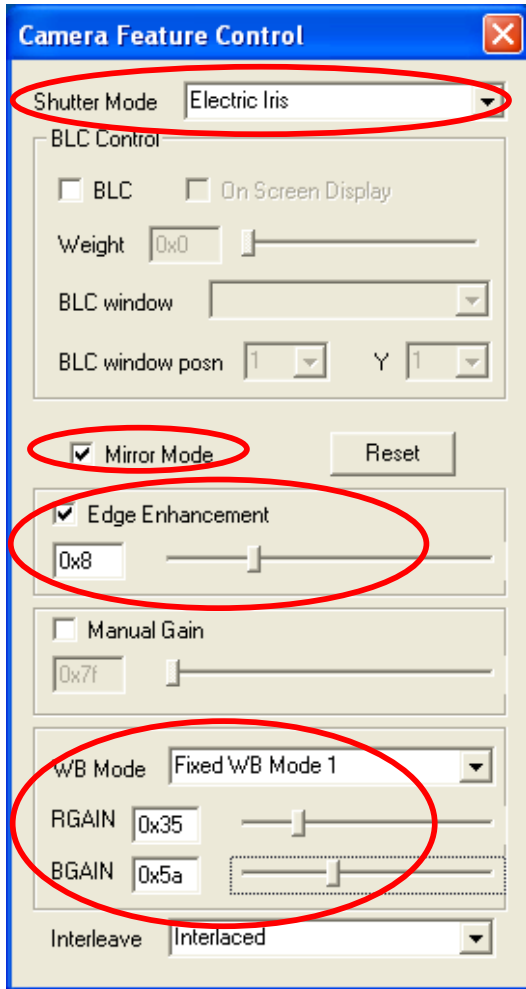 Camera Feature Control
Shutter Mode Electric Iris
BLC Control
BLC On Screen Display
Weight 0x0
BLC window
BLC window posn 1 Y 1
Mirror Mode Reset
Edge Enhancement
0x8
Manual Gain
0x7f
WB Mode Fixed WB Mode 1
RGAIN 0x35
BGAIN 0x5a
Interleave Interlaced